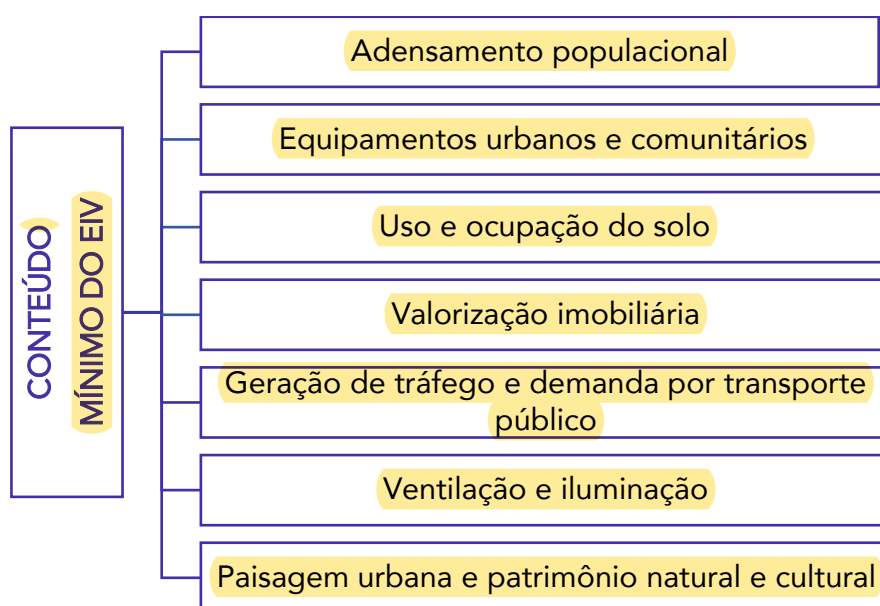 CONTEÚDO
MÍNIMO DO EIV
Adensamento populacional
Equipamentos urbanos e comunitários
Uso e ocupação do solo
Valorização imobiliária
Geração de tráfego e demanda por transporte
público
Ventilação e iluminação
Paisagem urbana e patrimônio natural e cultural